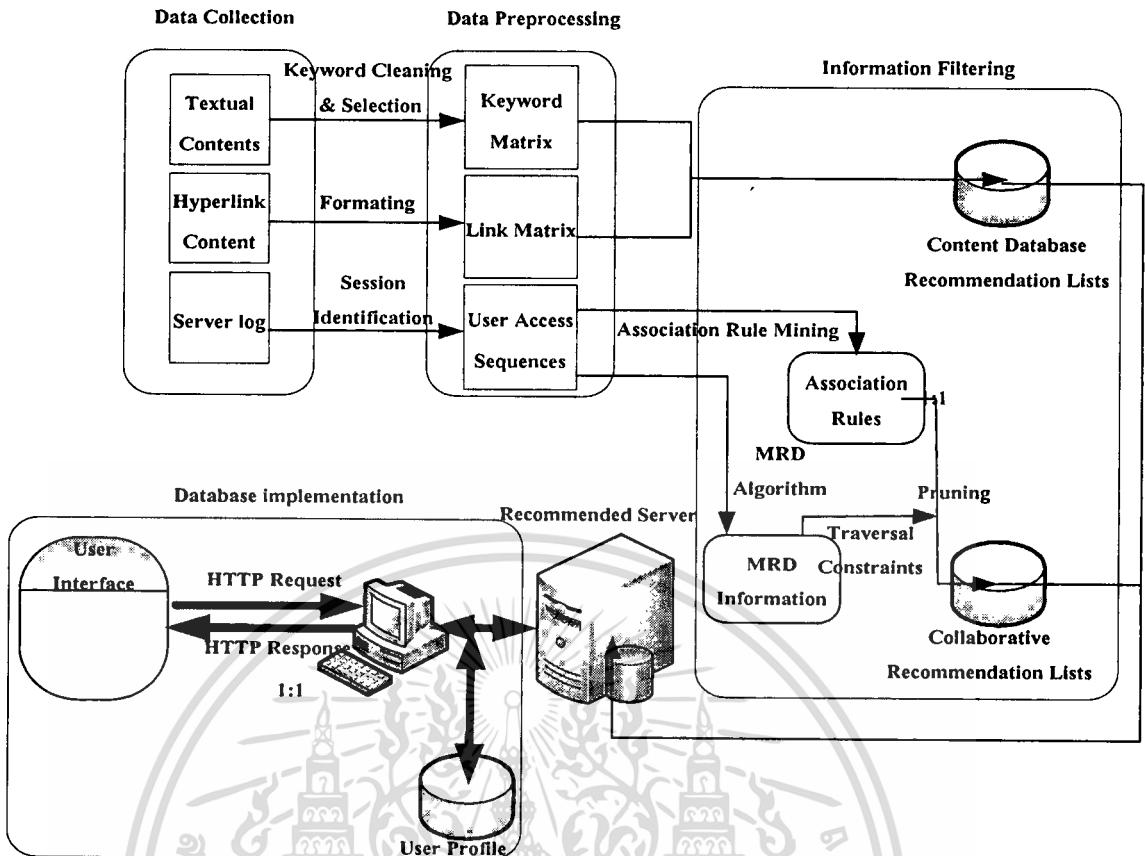 Data Collection
Data Preprocessing
Information Filtering
Keyword Cleaning
& Selection
Textual
Contents
Keyword
Matrix
Hyperlink
Content
Formating
Link Matrix
Content Database
Recommendation Lists
Session
Identification
Server log
User Access
Sequences
Association Rule Mining
Association
Rules
1:1
MRD
Algorithm
Pruning
Traversal
Constraints
MRD
Information
Collaborative
Recommendation Lists
Database implementation
Recommended Server
User
Interface
HTTP Request
HTTP Response
1:1
User Profile